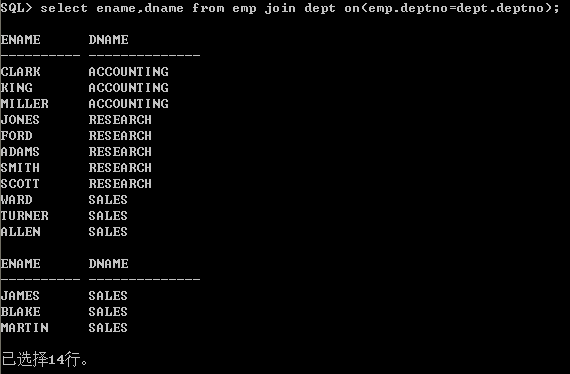 SQL> select ename,dname from emp join dept on(emp.deptno=dept.deptno);
ENAME      DNAME
---------- --------------
CLARK      ACCOUNTING
KING       ACCOUNTING
MILLER     ACCOUNTING
JONES      RESEARCH
FORD       RESEARCH
ADAMS      RESEARCH
SMITH      RESEARCH
SCOTT      RESEARCH
WARD       SALES
TURNER     SALES
ALLEN      SALES
ENAME      DNAME
---------- --------------
JAMES      SALES
BLAKE      SALES
MARTIN     SALES
已选择14行。